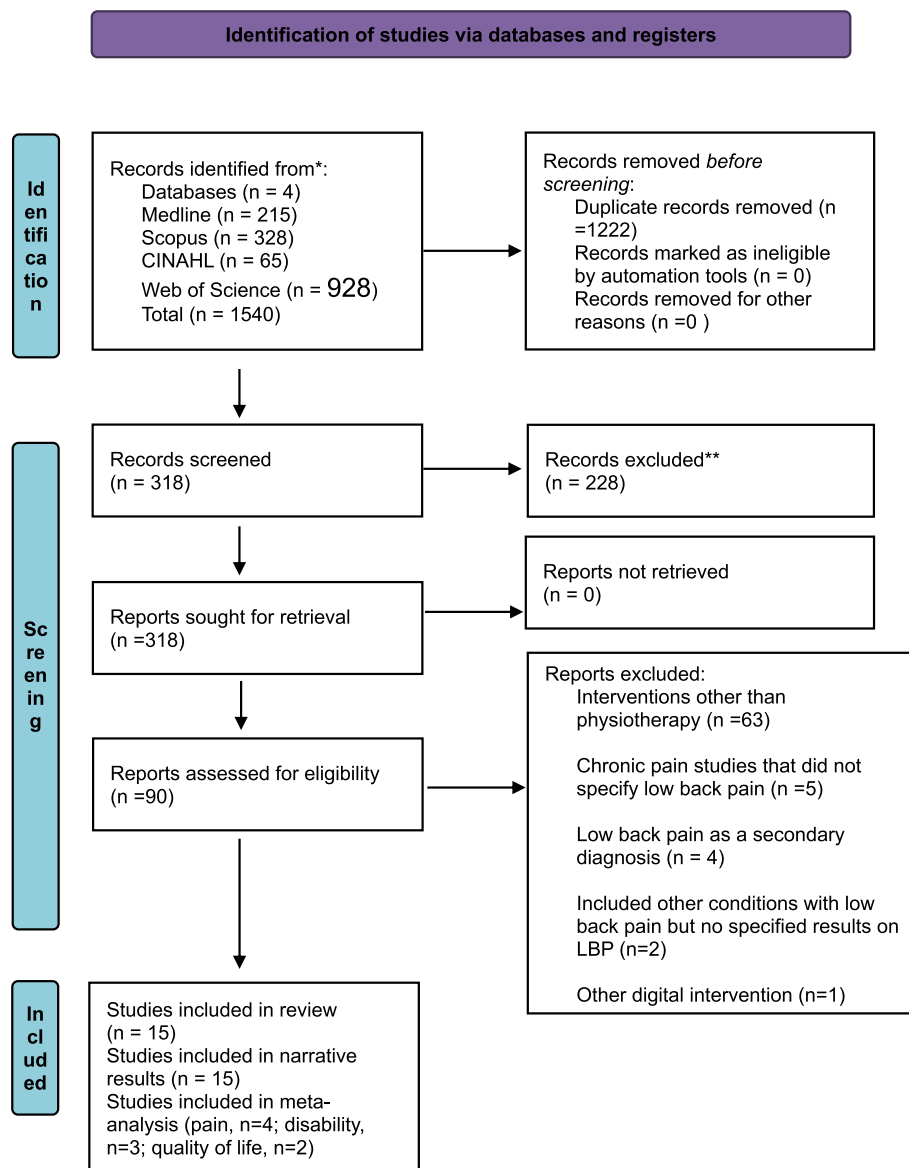 Identification of studies via databases and registers
Id
en
tifi
ca
tio
n
Records identified from*:
Databases (n = 4)
Medline (n = 215)
Scopus (n = 328)
CINAHL (n = 65)
Web of Science (n = 928)
Total (n = 1540)
Records removed before
screening:
Duplicate records removed (n
=1222)
Records marked as ineligible
by automation tools (n = 0)
Records removed for other
reasons (n =0 )
Sc
re
en
in
g
Records screened
(n = 318)
Records excluded**
(n = 228)
Reports sought for retrieval
(n =318)
Reports not retrieved
(n = 0)
Reports assessed for eligibility
(n =90)
Reports excluded:
Interventions other than
physiotherapy (n =63)
Chronic pain studies that did not
specify low back pain (n =5)
Low back pain as a secondary
diagnosis (n = 4)
Included other conditions with low
back pain but no specified results on
LBP (n=2)
Other digital intervention (n=1)
In
cl
ud
ed
Studies included in review
(n = 15)
Studies included in narrative
results (n = 15)
Studies included in meta-
analysis (pain, n=4; disability,
n=3; quality of life, n=2)